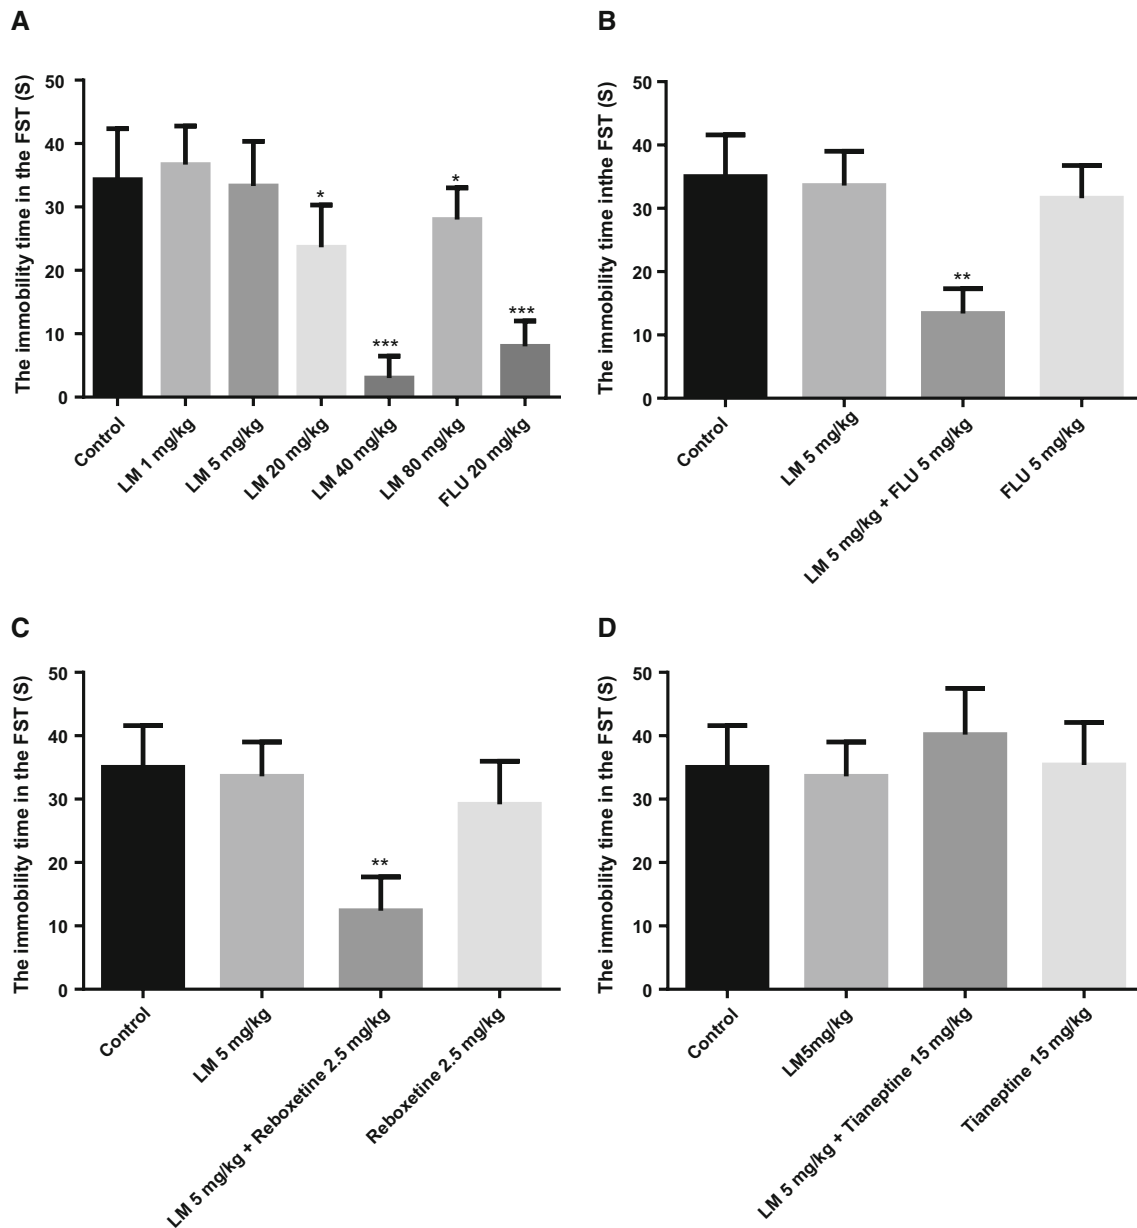 A
The immobility time in the FST (S)
50
40
30
20
10
0
*
***
*
***
Control
LM 1 mg/kg
LM 5 mg/kg
LM 20 mg/kg
LM 40 mg/kg
LM 80 mg/kg
FLU 20 mg/kg
B
The immobility time inthe FST (S)
50
40
30
20
10
0
**
Control
LM 5 mg/kg
LM 5 mg/kg + FLU 5 mg/kg
FLU 5 mg/kg
C
The immobility time in the FST (S)
50
40
30
20
10
0
**
Control
LM 5 mg/kg
LM 5 mg/kg + Reboxetine 2.5 mg/kg
Reboxetine 2.5 mg/kg
D
The immobility time in the FST (S)
50
40
30
20
10
0
Control
LM5mg/kg
LM 5 mg/kg + Tianeptine 15 mg/kg
Tianeptine 15 mg/kg